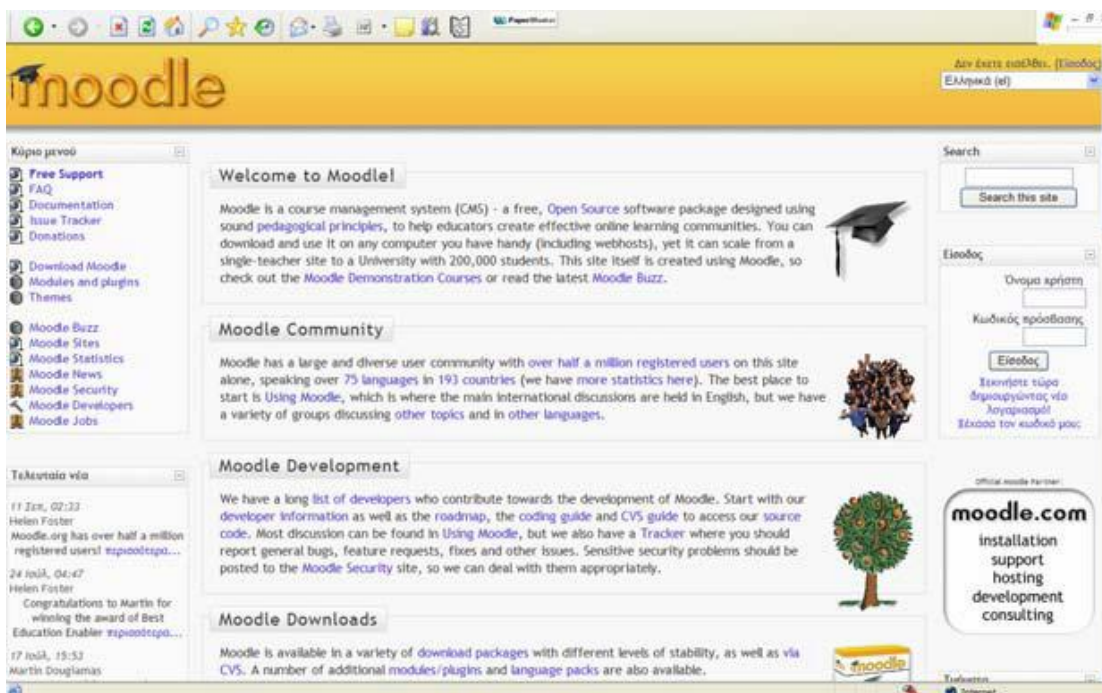 moodle
Δεν έχετε εισέλθει. (Είσοδος)
Ελληνικά (el)
Κύριο μενού
Free Support
FAQ
Documentation
Issue Tracker
Donations
Download Moodle
Modules and plugins
Themes
Moodle Buzz
Moodle Sites
Moodle Statistics
Moodle News
Moodle Security
Moodle Developers
Moodle Jobs
Τελευταία νέα
11 Σεπ, 02:33
Helen Foster
Moodle.org has over half a million
registered users! περισσότερα...
24 Ιούλ, 04:47
Helen Foster
Congratulations to Martin for
winning the award of Best
Education Enabler περισσότερα...
17 Ιούλ, 15:53
Martin Dougiamas
Welcome to Moodle!
Moodle is a course management system (CMS) - a free, Open Source software package designed using
sound pedagogical principles, to help educators create effective online learning communities. You can
download and use it on any computer you have handy (including webhosts), yet it can scale from a
single-teacher site to a University with 200,000 students. This site itself is created using Moodle, so
check out the Moodle Demonstration Courses or read the latest Moodle Buzz.
Moodle Community
Moodle has a large and diverse user community with over half a million registered users on this site
alone, speaking over 75 languages in 193 countries (we have more statistics here). The best place to
start is Using Moodle, which is where the main international discussions are held in English, but we have
a variety of groups discussing other topics and in other languages.
Moodle Development
We have a long list of developers who contribute towards the development of Moodle. Start with our
developer information as well as the roadmap, the coding guide and CVS guide to access our source
code. Most discussion can be found in Using Moodle, but we also have a Tracker where you should
report general bugs, feature requests, fixes and other issues. Sensitive security problems should be
posted to the Moodle Security site, so we can deal with them appropriately.
Moodle Downloads
Moodle is available in a variety of download packages with different levels of stability, as well as via
CVS. A number of additional modules/plugins and language packs are also available.
moodle
Search
Search this site
Είσοδος
Όνομα χρήστη
Κωδικός πρόσβασης
Είσοδος
Ξεκινήστε τώρα
δημιουργώντας νέο
λογαριασμό!
Ξέχασα τον κωδικό μου;
Official Moodle Partner:
moodle.com
installation
support
hosting
development
consulting
Internet